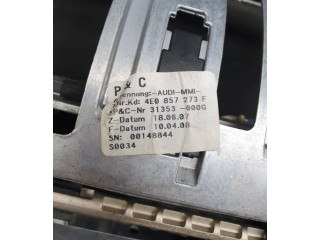 P & C
Benennung:-AUDI-MMI-
Nr.Kd: 4E0 857 273 F
P&C-Nr 31353 -000G
Z-Datum 18.06.07
F-Datum 10.04.08
SN: 00148844
S0034